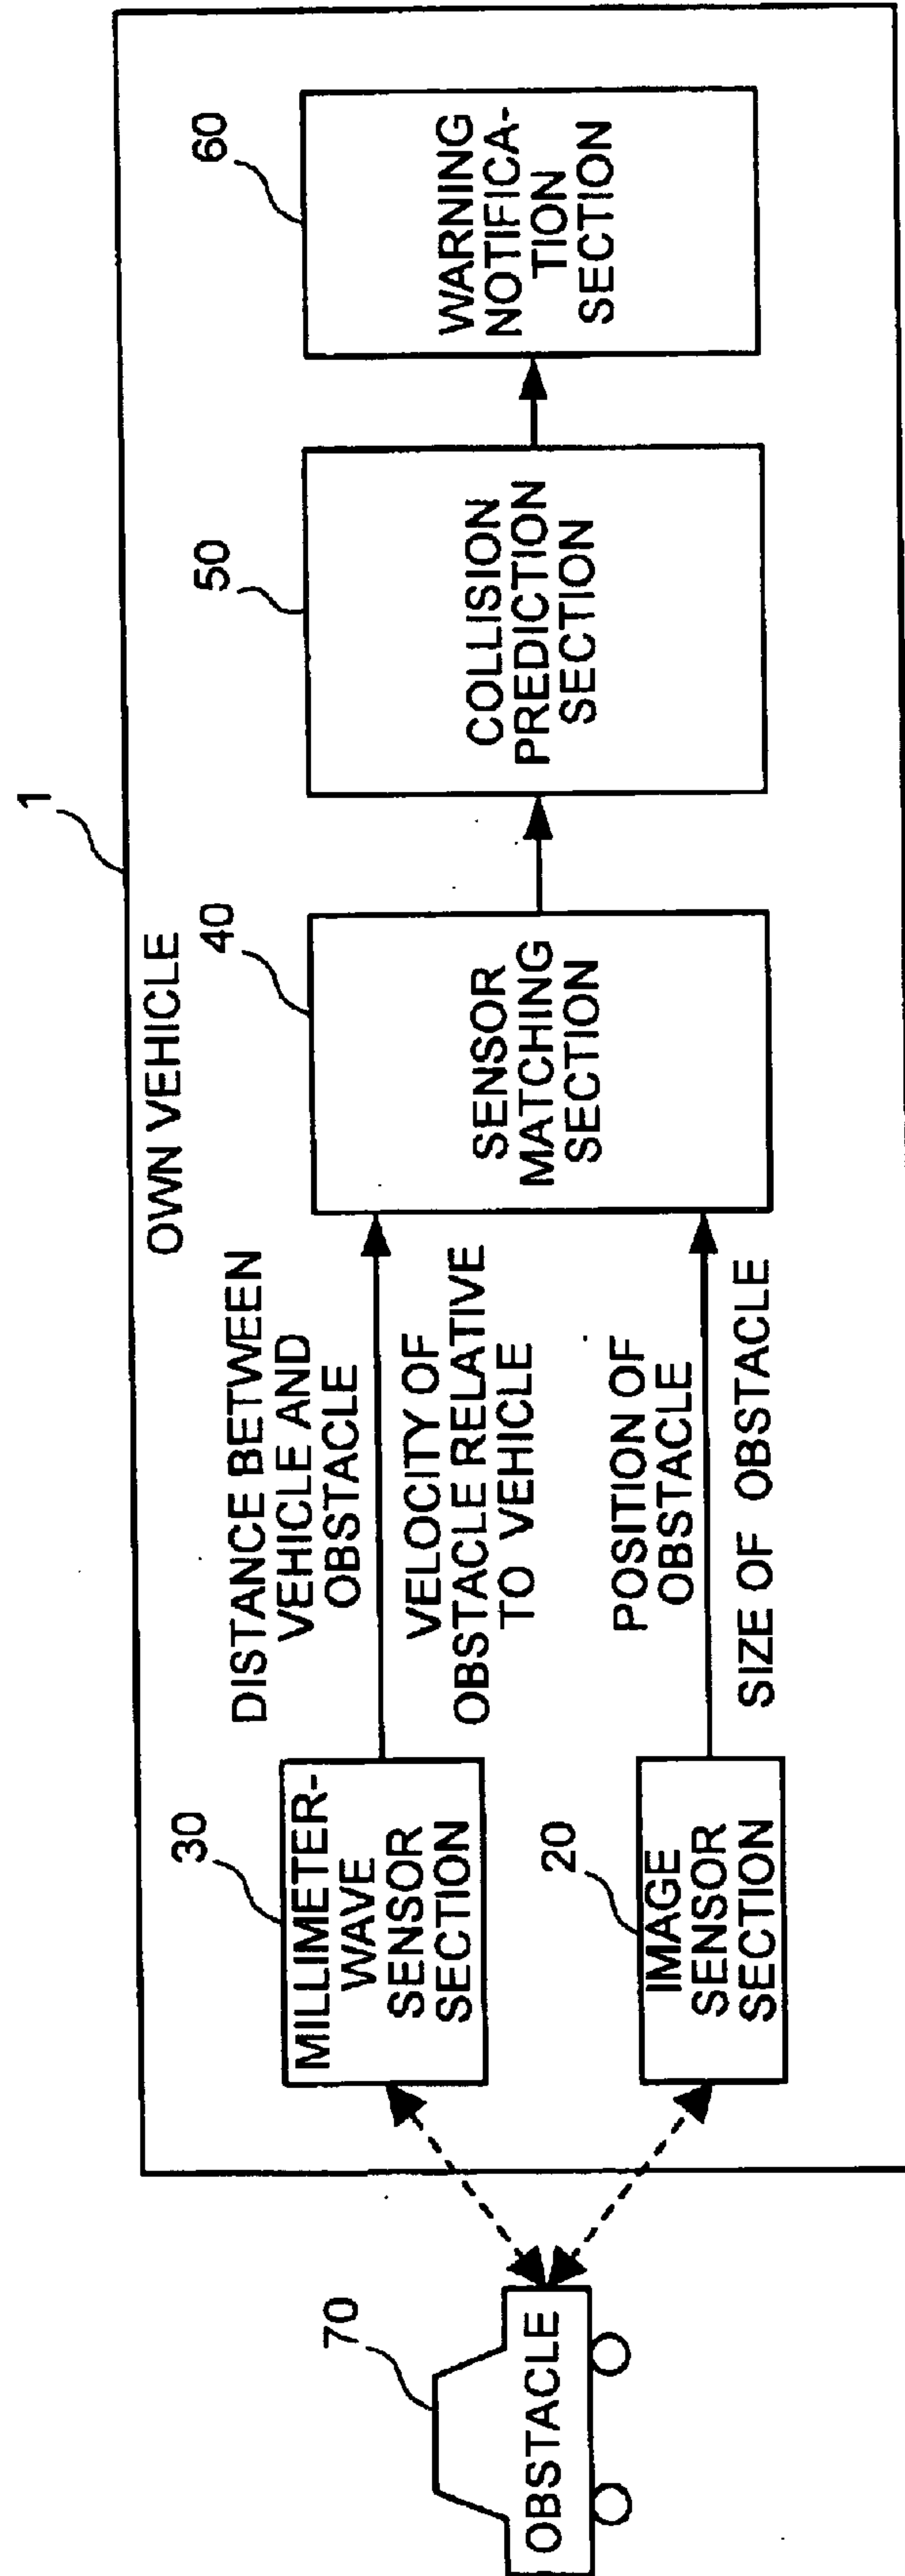 1
OWN VEHICLE
70
OBSTACLE
30
MILLIMETER-
WAVE
SENSOR
SECTION
20
IMAGE
SENSOR
SECTION
DISTANCE BETWEEN
VEHICLE AND
OBSTACLE
VELOCITY OF
OBSTACLE RELATIVE
TO VEHICLE
POSITION OF
OBSTACLE
SIZE OF OBSTACLE
40
SENSOR
MATCHING
SECTION
50
COLLISION
PREDICTION
SECTION
60
WARNING
NOTIFICA-
TION
SECTION